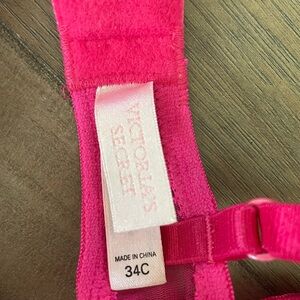 VICTORIA'S
SECRET
MADE IN CHINA
34C